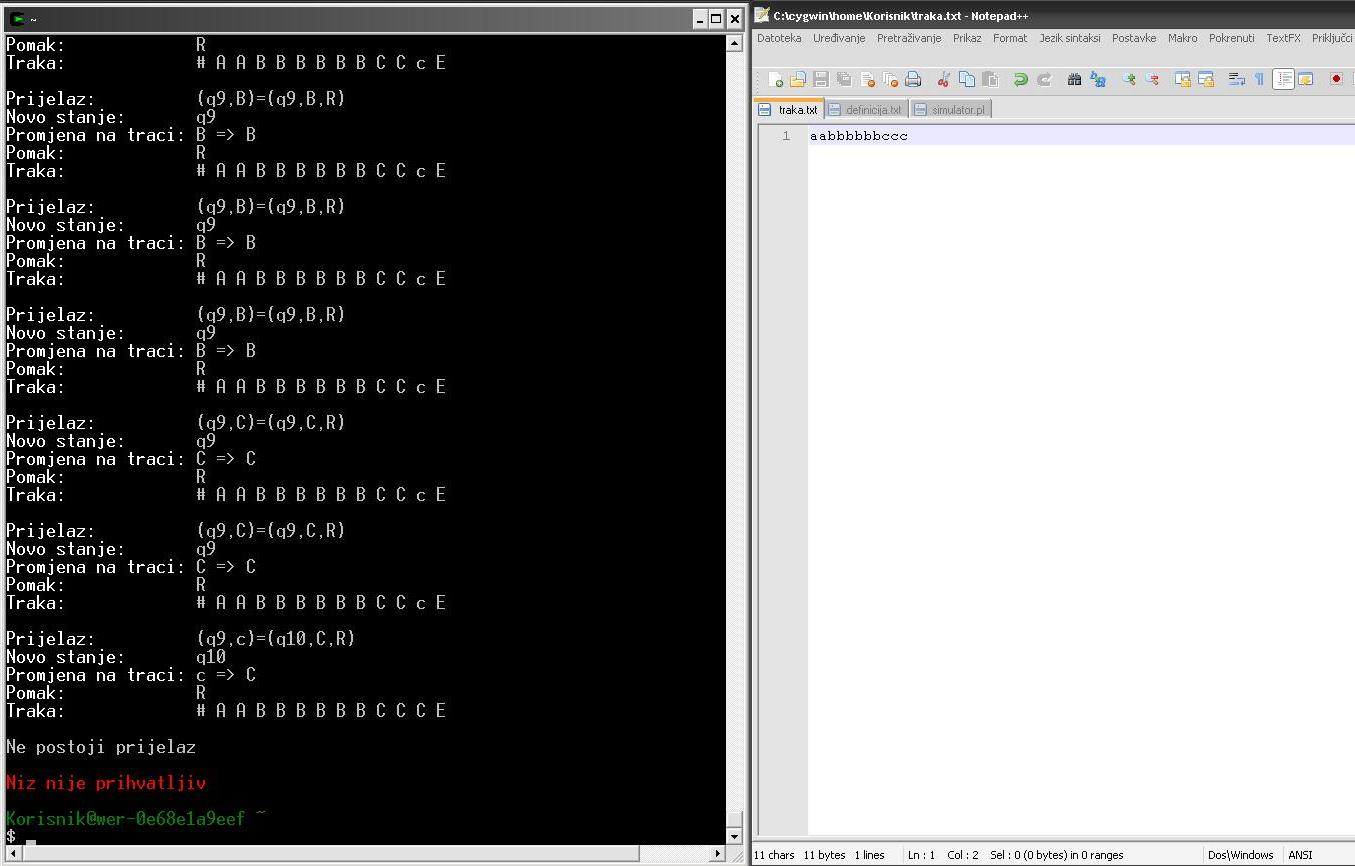 ~
Pomak: R
Traka: # A A B B B B B B C C c E
Prijelaz: (q9,B)=(q9,B,R)
Novo stanje: q9
Promjena na traci: B => B
Pomak: R
Traka: # A A B B B B B B C C c E
Prijelaz: (q9,B)=(q9,B,R)
Novo stanje: q9
Promjena na traci: B => B
Pomak: R
Traka: # A A B B B B B B C C c E
Prijelaz: (q9,B)=(q9,B,R)
Novo stanje: q9
Promjena na traci: B => B
Pomak: R
Traka: # A A B B B B B B C C c E
Prijelaz: (q9,C)=(q9,C,R)
Novo stanje: q9
Promjena na traci: C => C
Pomak: R
Traka: # A A B B B B B B C C c E
Prijelaz: (q9,C)=(q9,C,R)
Novo stanje: q9
Promjena na traci: C => C
Pomak: R
Traka: # A A B B B B B B C C c E
Prijelaz: (q9,c)=(q10,C,R)
Novo stanje: q10
Promjena na traci: c => C
Pomak: R
Traka: # A A B B B B B B C C C E
Ne postoji prijelaz
Niz nije prihvatljiv
Korisnik@wer-0e68e1a9eef ~
$
C:\cygwin\home\Korisnik\traka.txt - Notepad++
Datoteka Uređivanje Pretraživanje Prikaz Format Jezik sintaksi Postavke Makro Pokrenuti TextFX Priključci
traka.txt definicija.txt simulator.pl
1 aabbbbbbccc
11 chars 11 bytes 1 lines Ln : 1 Col : 2 Sel : 0 (0 bytes) in 0 ranges Dos\Windows ANSI